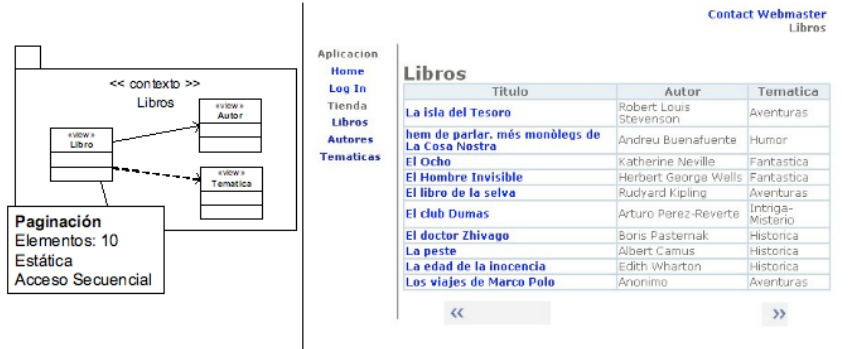 << contexto >>
Libros
«view»
Autor
«view»
Libro
«view»
Tematica
Paginación
Elementos: 10
Estática
Acceso Secuencial
Contact Webmaster
Libros
Aplicacion
Home
Log In
Tienda
Libros
Autores
Tematicas
Libros
Titulo Autor Tematica
La isla del Tesoro Robert Louis Stevenson Aventuras
hem de parlar. més monòlegs de La Cosa Nostra Andreu Buenafuente Humor
El Ocho Katherine Neville Fantastica
El Hombre Invisible Herbert George Wells Fantastica
El libro de la selva Rudyard Kipling Aventuras
El club Dumas Arturo Perez-Reverte Intriga-Misterio
El doctor Zhivago Boris Pasternak Historica
La peste Albert Camus Historica
La edad de la inocencia Edith Wharton Historica
Los viajes de Marco Polo Anonimo Aventuras
« »